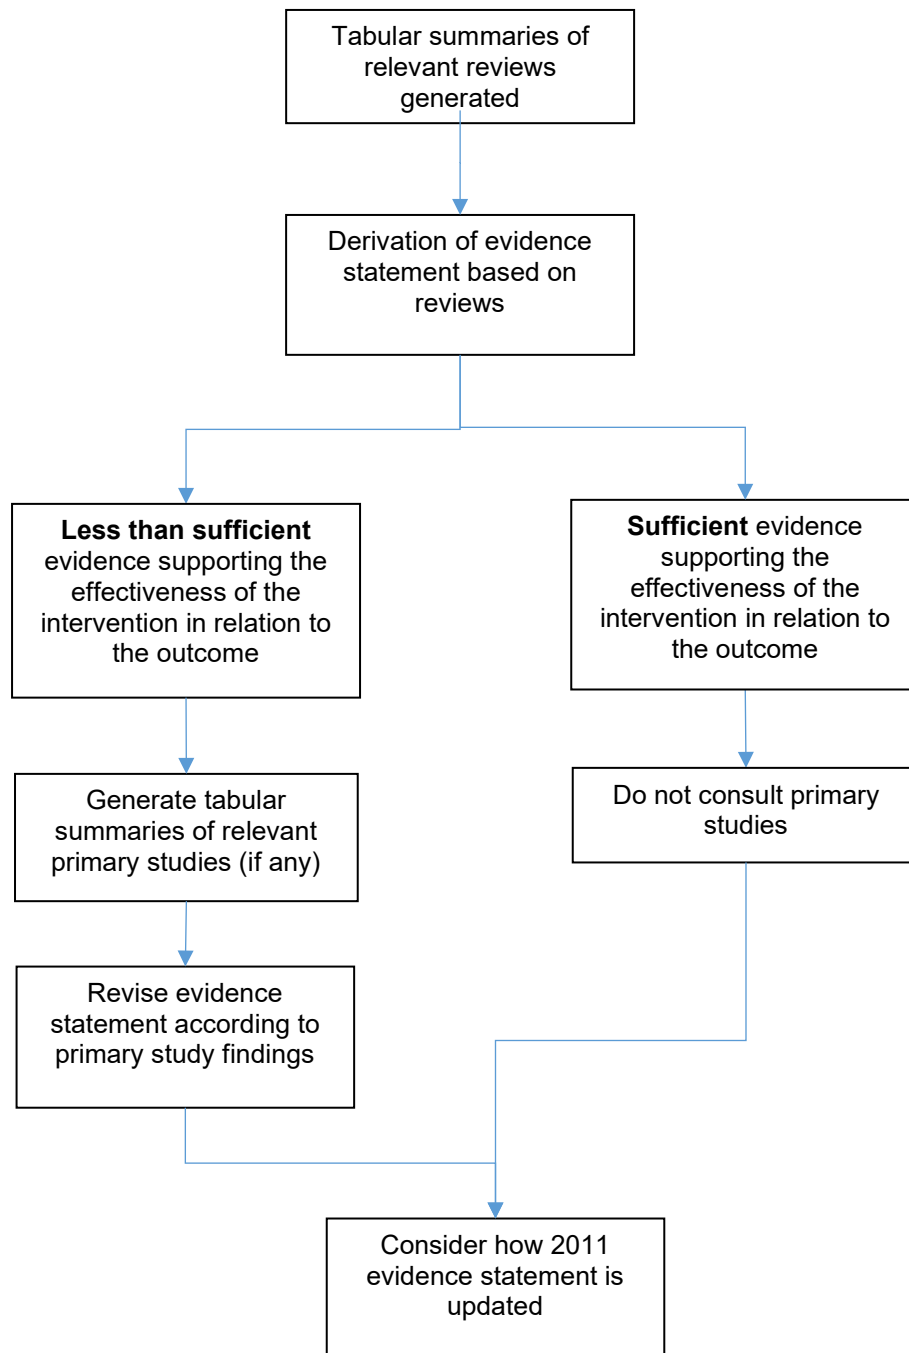 Tabular summaries of
relevant reviews
generated
Derivation of evidence
statement based on
reviews
Less than sufficient
evidence supporting the
effectiveness of the
intervention in relation to
the outcome
Sufficient evidence
supporting the
effectiveness of the
intervention in relation to
the outcome
Generate tabular
summaries of relevant
primary studies (if any)
Do not consult primary
studies
Revise evidence
statement according to
primary study findings
Consider how 2011
evidence statement is
updated